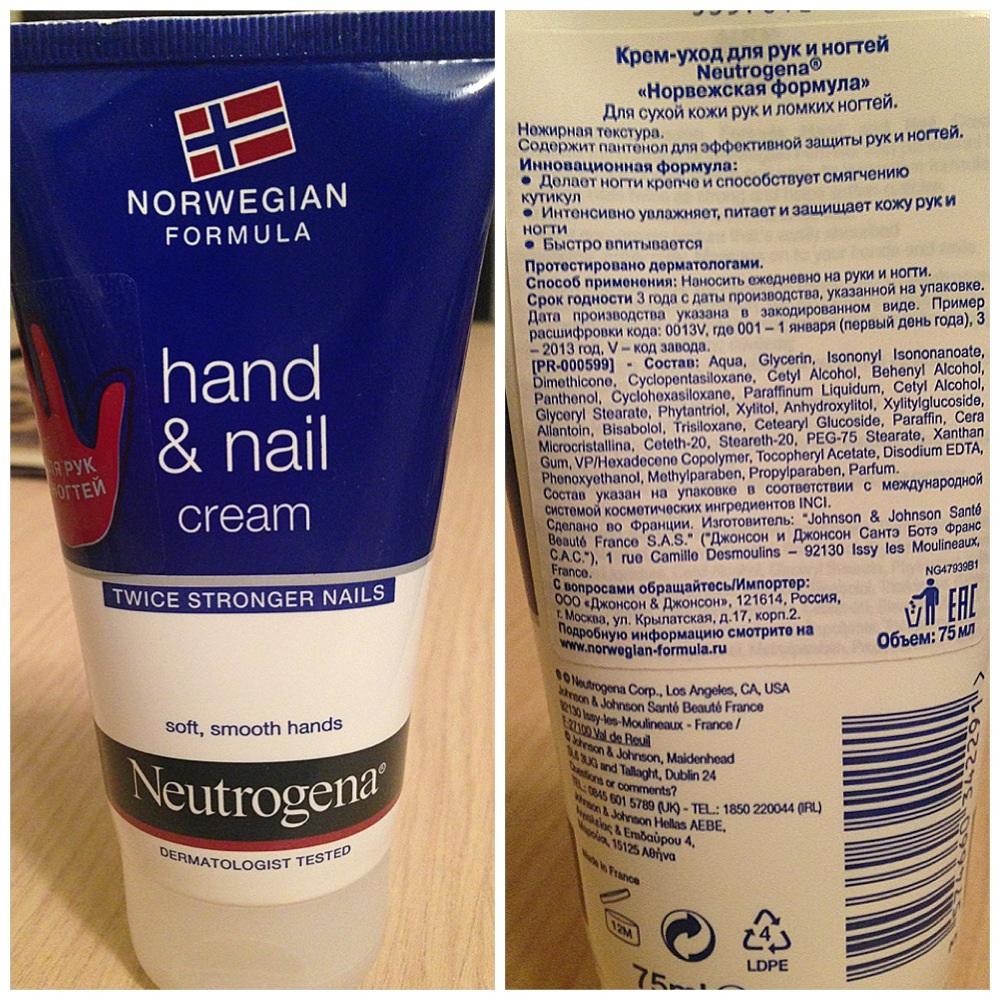 NORWEGIAN
FORMULA
hand
& nail
cream
РУК
НОГТЕЙ
TWICE STRONGER NAILS
soft, smooth hands
Neutrogena®
DERMATOLOGIST TESTED
Крем-уход для рук и ногтей
Neutrogena®
«Норвежская формула»
Для сухой кожи рук и ломких ногтей.
Нежирная текстура.
Содержит пантенол для эффективной защиты рук и ногтей.
Инновационная формула:
● Делает ногти крепче и способствует смягчению
кутикул
● Интенсивно увлажняет, питает и защищает кожу рук и
ногти
● Быстро впитывается
Протестировано дерматологами.
Способ применения: Наносить ежедневно на руки и ногти.
Срок годности 3 года с даты производства, указанной на упаковке.
Дата производства указана в закодированном виде. Пример
расшифровки кода: 0013V, где 001 – 1 января (первый день года), 3
– 2013 год, V – код завода.
[PR-000599] - Состав: Aqua, Glycerin, Isononyl Isononanoate,
Dimethicone, Cyclopentasiloxane, Cetyl Alcohol, Behenyl Alcohol,
Panthenol, Cyclohexasiloxane, Paraffinum Liquidum, Cetyl Alcohol,
Glyceryl Stearate, Phytantriol, Xylitol, Anhydroxylitol, Xylitylglucoside,
Allantoin, Bisabolol, Trisiloxane, Cetearyl Glucoside, Paraffin, Cera
Microcristallina, Ceteth-20, Steareth-20, PEG-75 Stearate, Xanthan
Gum, VP/Hexadecene Copolymer, Tocopheryl Acetate, Disodium EDTA,
Phenoxyethanol, Methylparaben, Propylparaben, Parfum.
Состав указан на упаковке в соответствии с международной
системой косметических ингредиентов INCI.
Сделано во Франции. Изготовитель: "Johnson & Johnson Santé
Beauté France S.A.S." ("Джонсон и Джонсон Сантэ Ботэ Франс
С.А.С."), 1 rue Camille Desmoulins – 92130 Issy les Moulineaux,
France.
NG47939B1
С вопросами обращайтесь/Импортер:
ООО «Джонсон & Джонсон», 121614, Россия,
г. Москва, ул. Крылатская, д.17, корп.2.
Подробную информацию смотрите на
www.norwegian-formula.ru
EAC
Объем: 75 мл
© Neutrogena Corp., Los Angeles, CA, USA
Johnson & Johnson Santé Beauté France
92130 Issy-les-Moulineaux - France /
F-27100 Val de Reuil
Johnson & Johnson, Maidenhead
SL6 3UG and Tallaght, Dublin 24
Questions or comments?
TEL.: 0845 601 5789 (UK) - TEL.: 1850 220044 (IRL)
Johnson & Johnson Hellas AEBE,
Αιγιαλείας & Επιδαύρου 4,
Μαρούσι, 15125 Αθήνα
Made in France
12M
4
LDPE
75ml